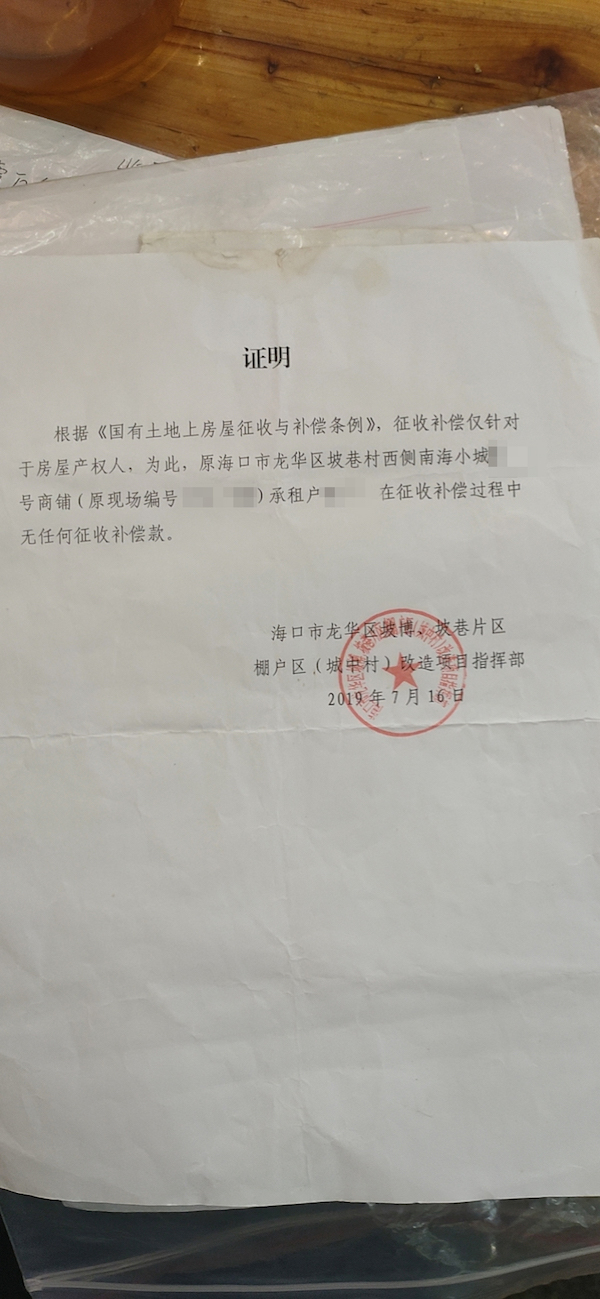 证明
根据《国有土地上房屋征收与补偿条例》，征收补偿仅针对
于房屋产权人，为此，原海口市龙华区坡巷村西侧南海小城
号商铺（原现场编号 ）承租户 在征收补偿过程中
无任何征收补偿款。
海口市龙华区坡博、坡巷片区
棚户区（城中村）改造项目指挥部
2019年7月16日